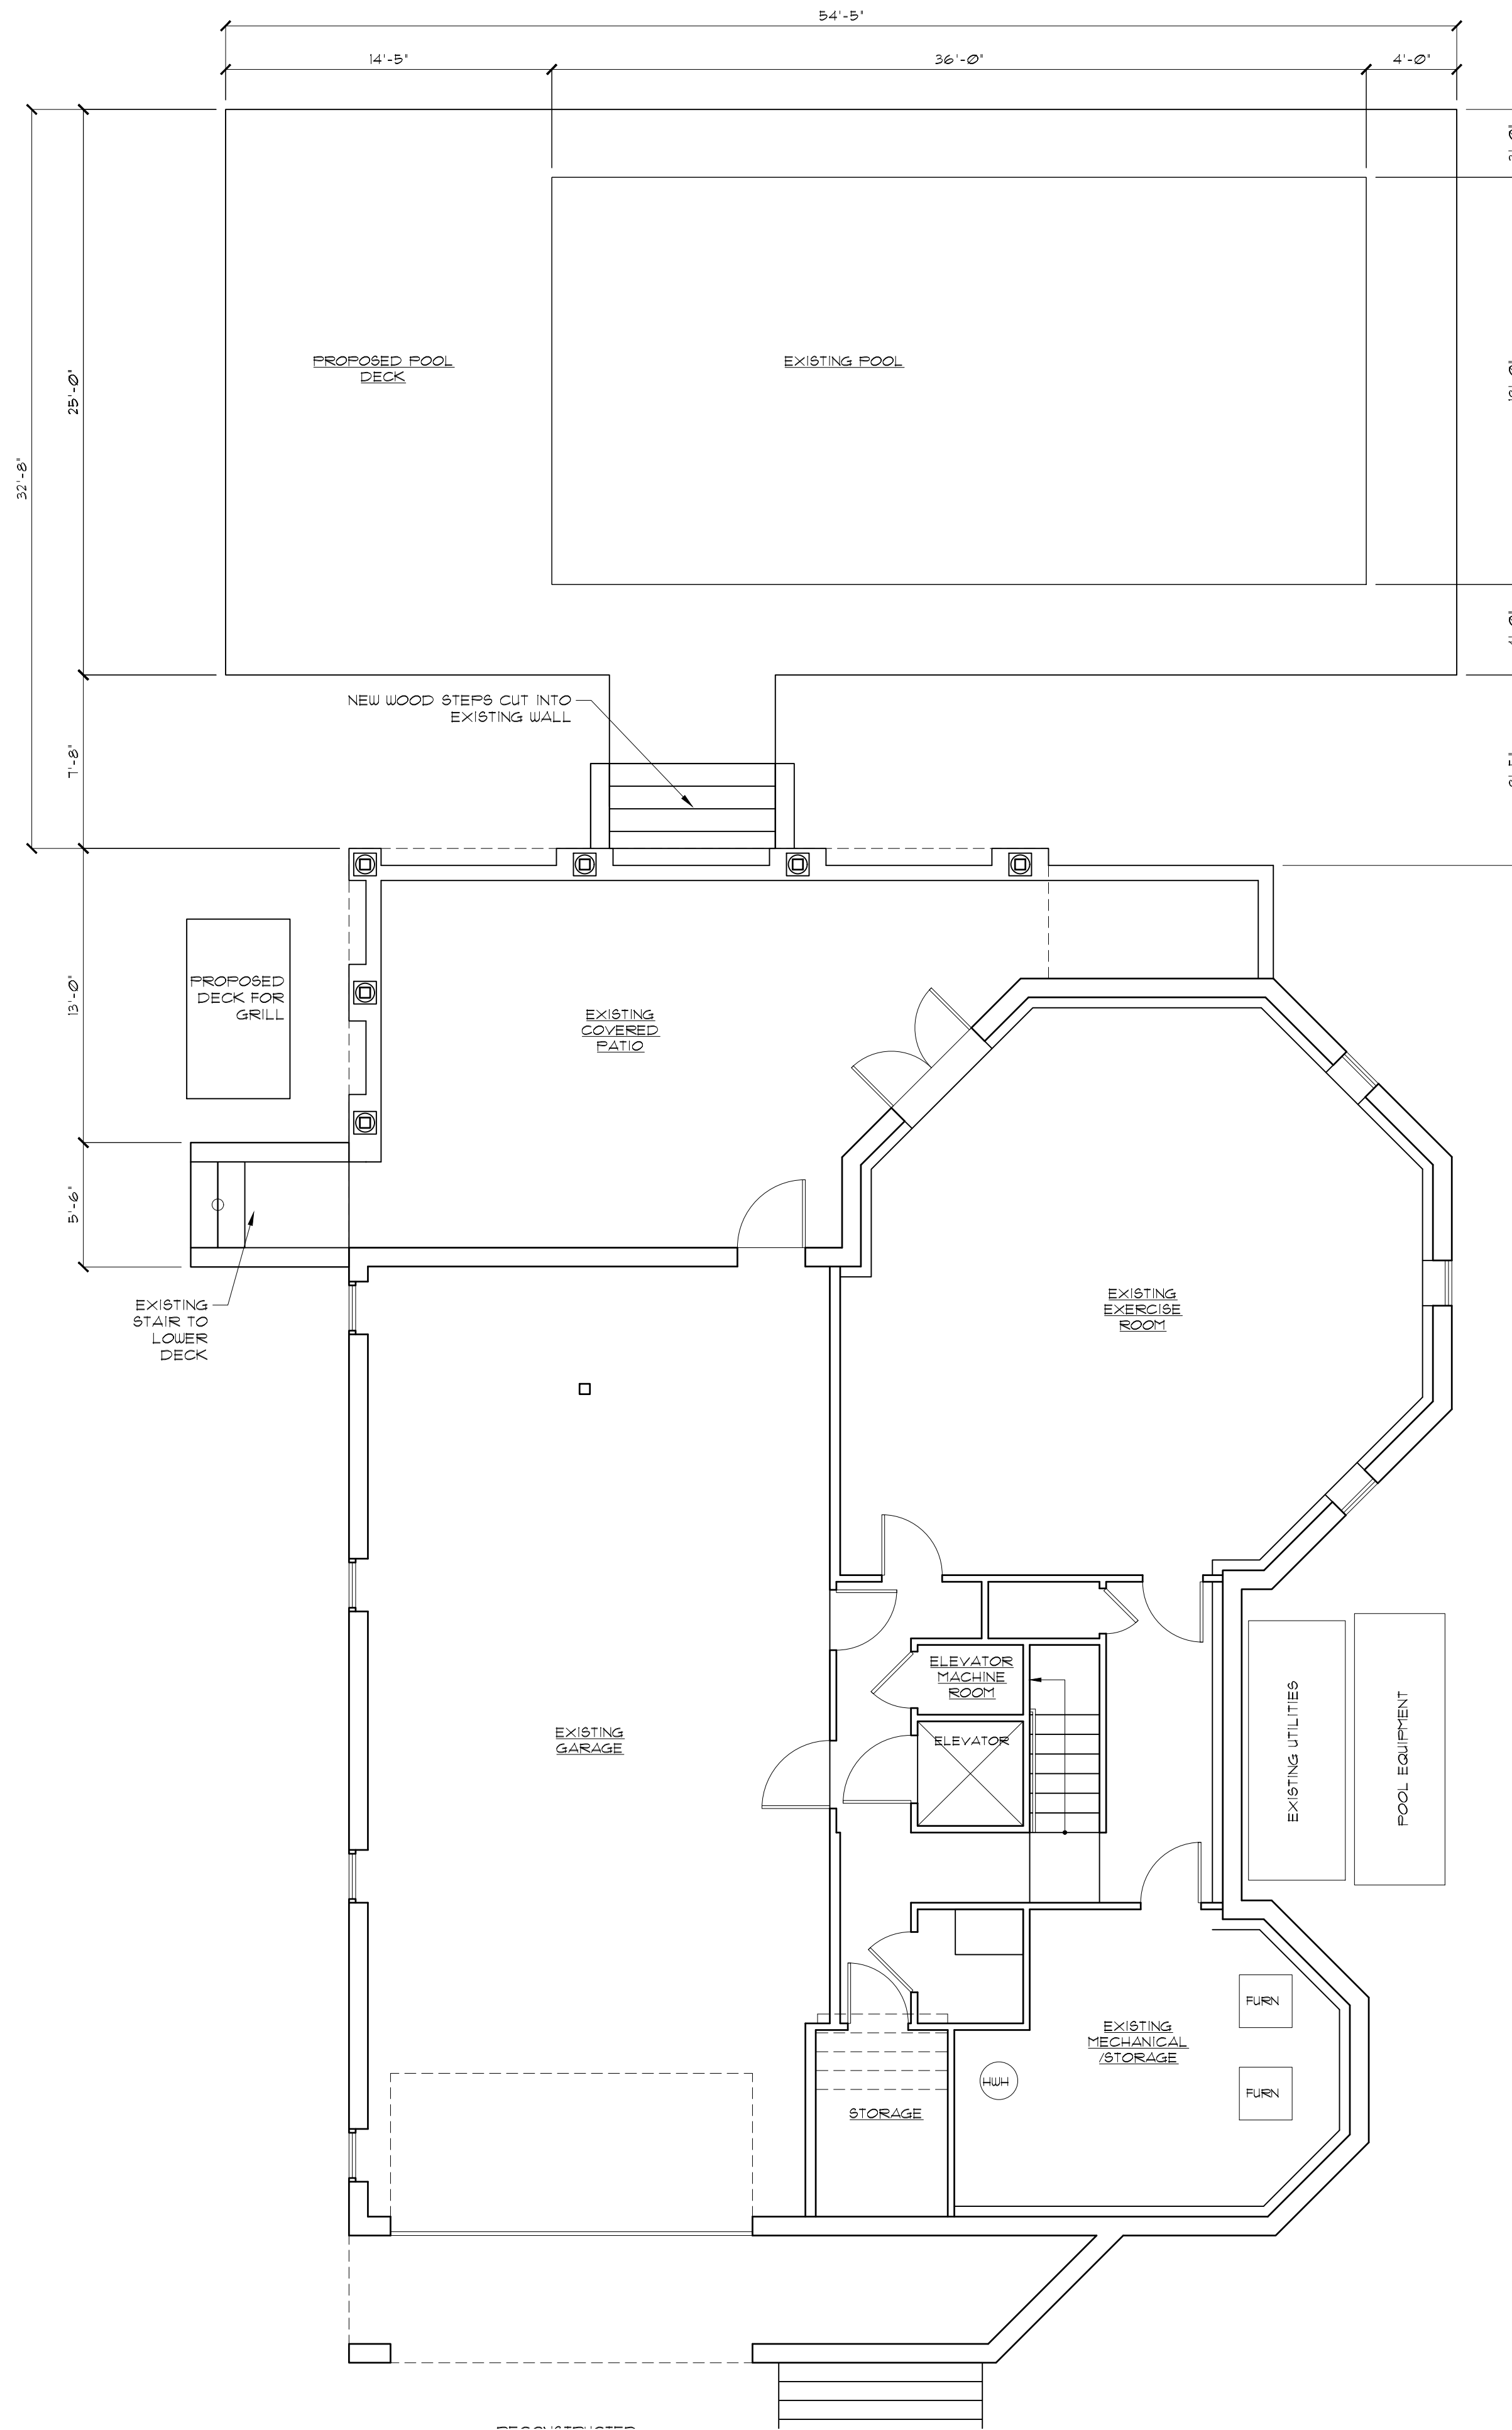 54'-5"
14'-5"
36'-0"
4'-0"
25'-0"
32'-8"
PROPOSED POOL
DECK
EXISTING POOL
NEW WOOD STEPS CUT INTO
EXISTING WALL
7'-8"
13'-0"
PROPOSED
DECK FOR
GRILL
EXISTING
COVERED
PATIO
5'-6"
EXISTING
STAIR TO
LOWER
DECK
EXISTING
EXERCISE
ROOM
ELEVATOR
MACHINE
ROOM
ELEVATOR
EXISTING
GARAGE
EXISTING UTILITIES
POOL EQUIPMENT
EXISTING
MECHANICAL
/STORAGE
FURN
FURN
HWH
STORAGE